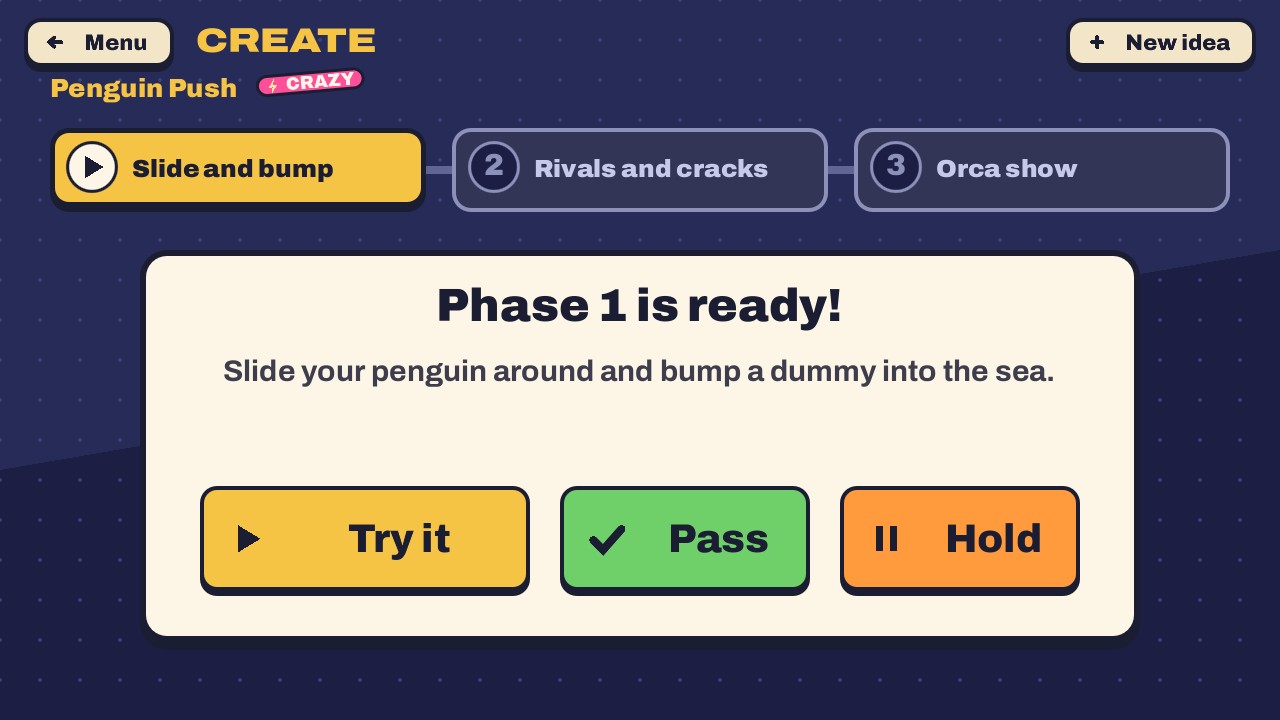 Menu
CREATE
New idea
Penguin Push
CRAZY
Slide and bump
2
Rivals and cracks
3
Orca show
Phase 1 is ready!
Slide your penguin around and bump a dummy into the sea.
Try it
Pass
Hold